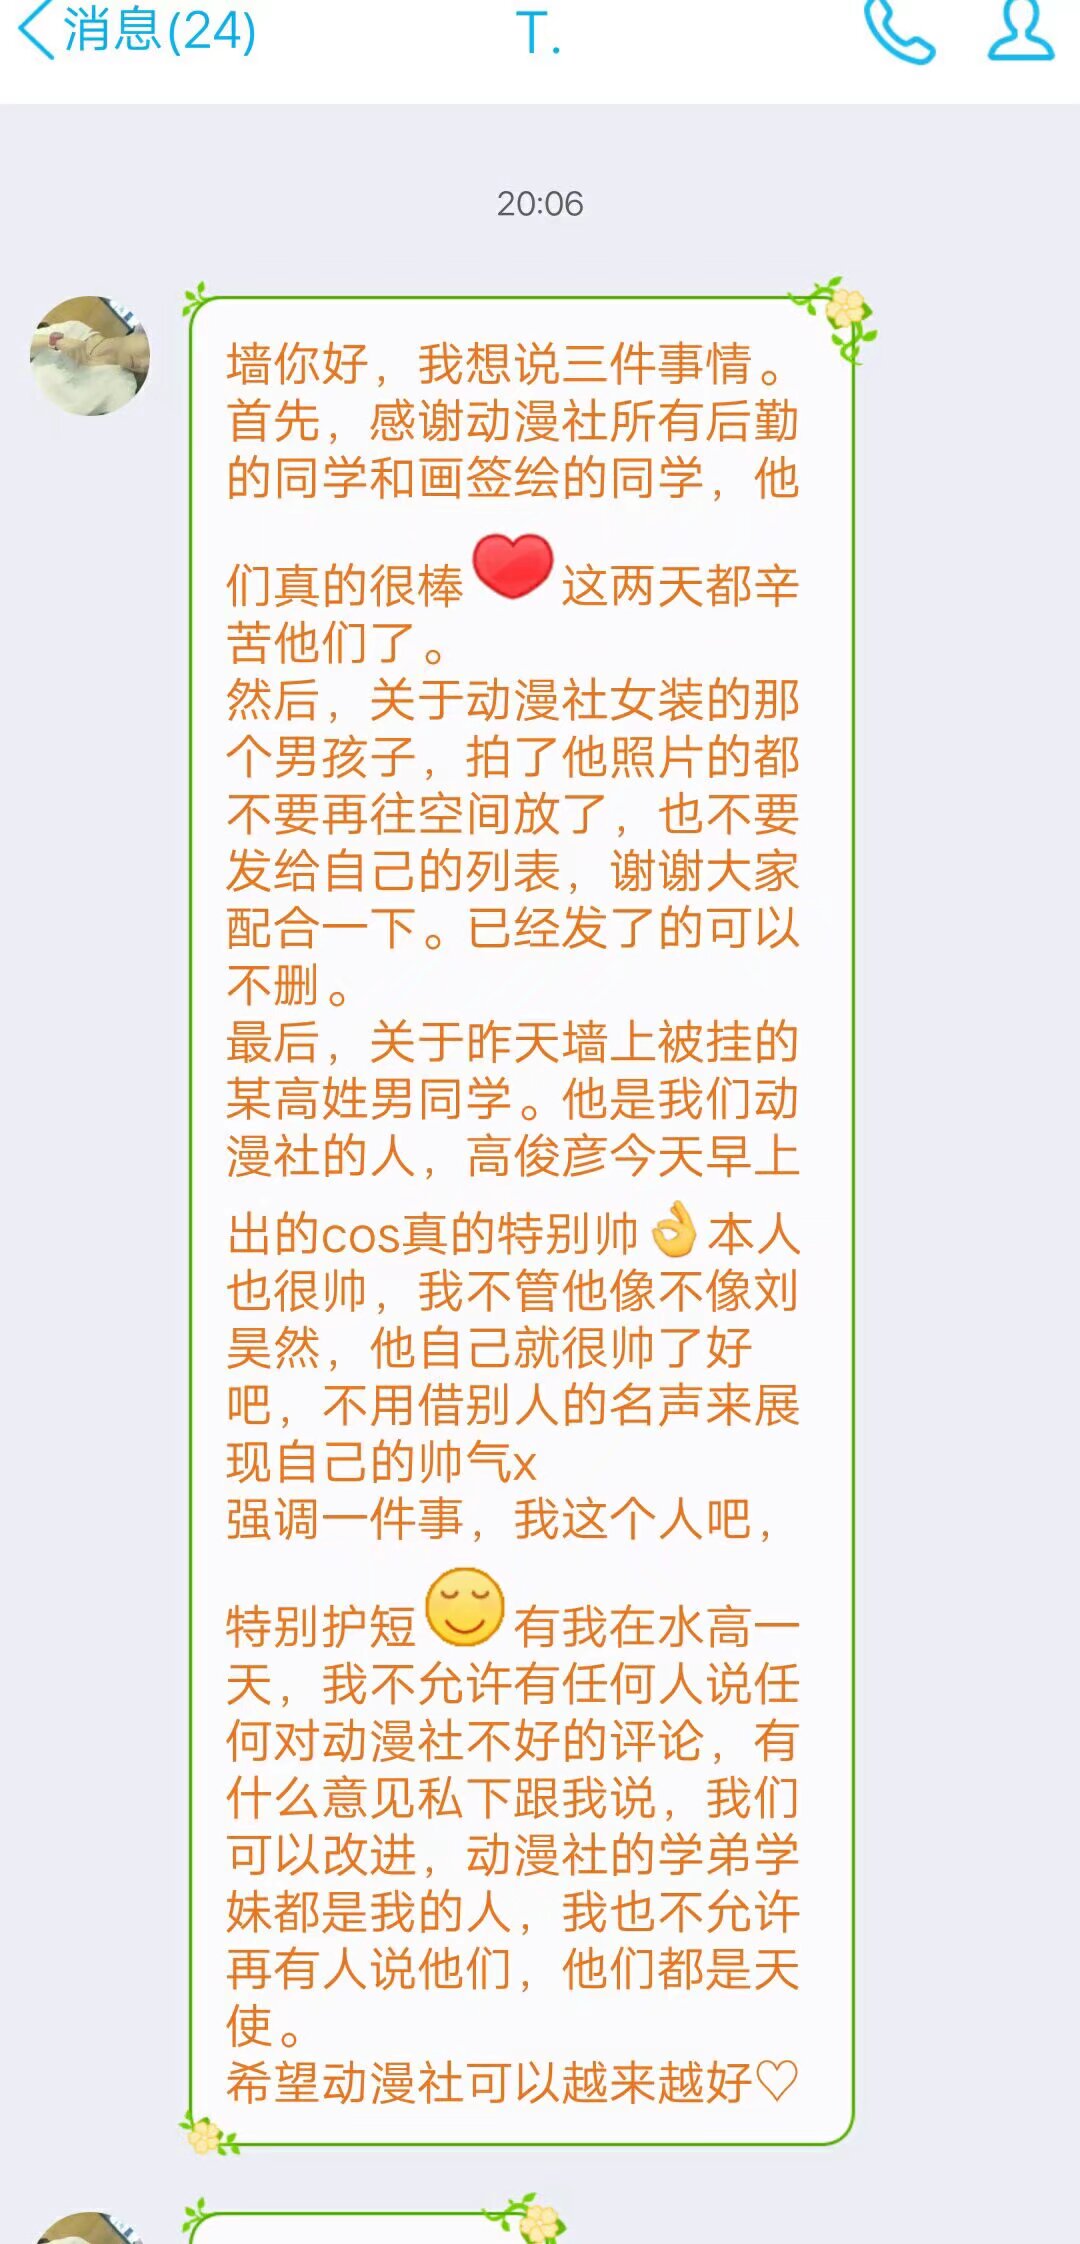 消息(24)
T.
20:06
墙你好，我想说三件事情。
首先，感谢动漫社所有后勤
的同学和画签绘的同学，他
们真的很棒❤这两天都辛
苦他们了。
然后，关于动漫社女装的那
个男孩子，拍了他照片的都
不要再往空间放了，也不要
发给自己的列表，谢谢大家
配合一下。已经发了的可以
不删。
最后，关于昨天墙上被挂的
某高姓男同学。他是我们动
漫社的人，高俊彦今天早上
出的cos真的特别帅👌本人
也很帅，我不管他像不像刘
昊然，他自己就很帅了好
吧，不用借别人的名声来展
现自己的帅气x
强调一件事，我这个人吧，
特别护短😌有我在水高一
天，我不允许有任何人说任
何对动漫社不好的评论，有
什么意见私下跟我说，我们
可以改进，动漫社的学弟学
妹都是我的人，我也不允许
再有人说他们，他们都是天
使。
希望动漫社可以越来越好♡